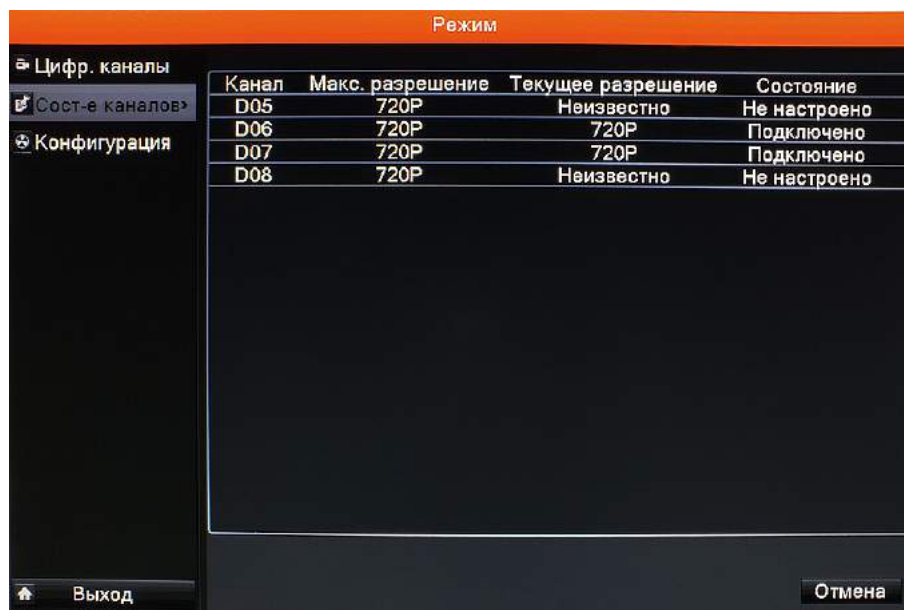 Режим
Цифр. каналы
Сост-е каналов>
Конфигурация
Канал Макс. разрешение Текущее разрешение Состояние
D05 720P Неизвестно Не настроено
D06 720P 720P Подключено
D07 720P 720P Подключено
D08 720P Неизвестно Не настроено
Выход
Отмена